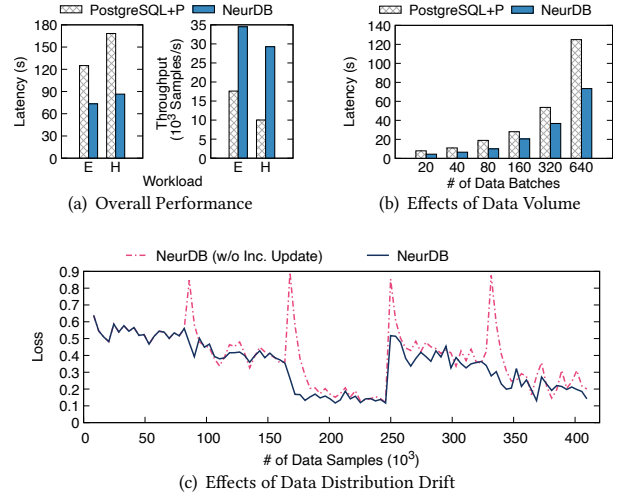 PostgreSQL+P NeurDB
180
150
120
90
60
30
0
Latency (s)
E H
40
35
30
25
20
15
10
5
0
Throughput
(10³ Samples/s)
E H
Workload
(a) Overall Performance
PostgreSQL+P NeurDB
140
120
100
80
60
40
20
0
Latency (s)
20 40 80 160 320 640
# of Data Batches
(b) Effects of Data Volume
NeurDB (w/o Inc. Update) NeurDB
0.9
0.8
0.7
0.6
0.5
0.4
0.3
0.2
0.1
0
Loss
0 50 100 150 200 250 300 350 400
# of Data Samples (10³)
(c) Effects of Data Distribution Drift